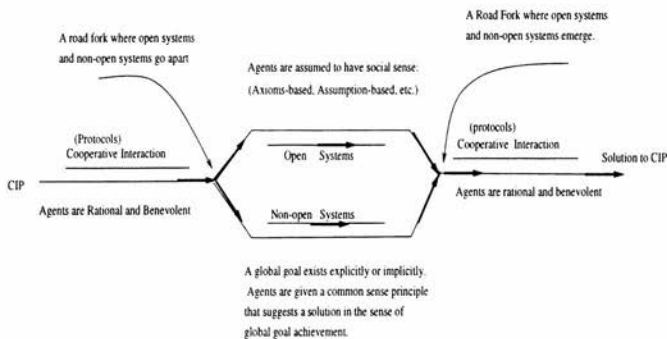 A road fork where open systems
and non-open systems go apart
A Road Fork where open systems
and non-open systems emerge.
Agents are assumed to have social sense:
(Axioms-based, Assumption-based, etc.)
(Protocols)
Cooperative Interaction
(protocols)
Cooperative Interaction
Open Systems
Solution to CIP
CIP
Agents are Rational and Benevolent
Agents are rational and benevolent
Non-open Systems
A global goal exists explicitly or implicitly.
Agents are given a common sense principle
that suggests a solution in the sense of
global goal achievement.